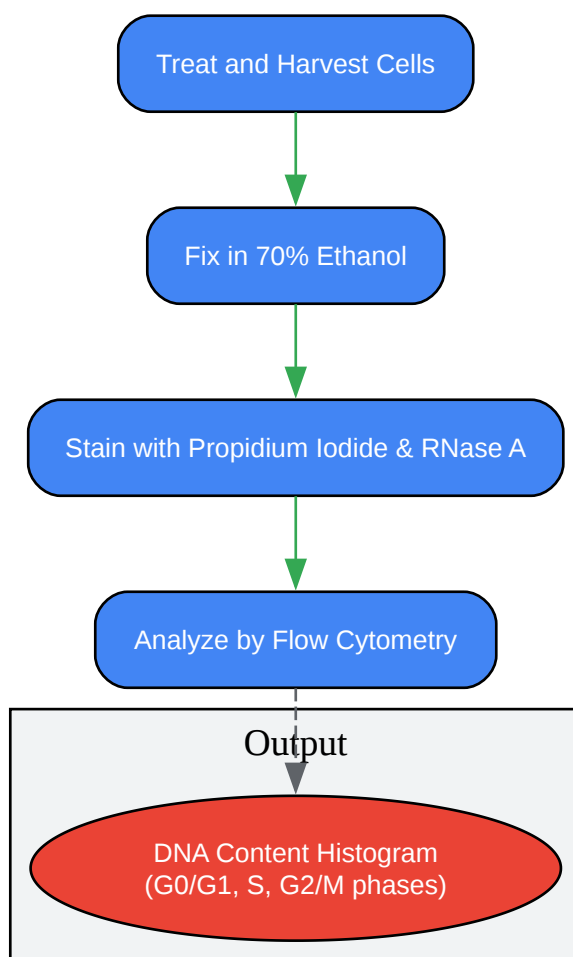 Treat and Harvest Cells
Fix in 70% Ethanol
Stain with Propidium Iodide & RNase A
Analyze by Flow Cytometry
Output
DNA Content Histogram
(G0/G1, S, G2/M phases)